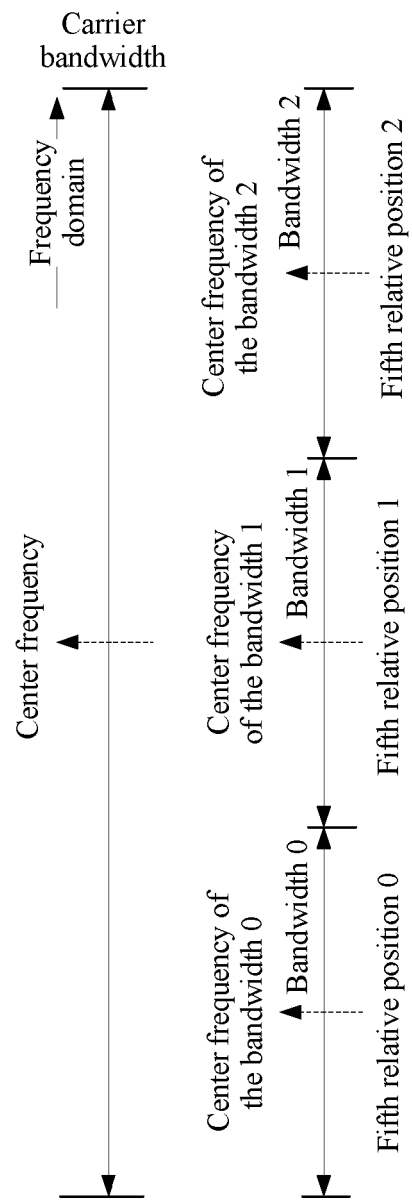 Carrier
bandwidth
Frequency
domain
Center frequency
Center frequency of
the bandwidth 2
Bandwidth 2
Fifth relative position 2
Center frequency
of the bandwidth 1
Bandwidth 1
Fifth relative position 1
Center frequency of
the bandwidth 0
Bandwidth 0
Fifth relative position 0